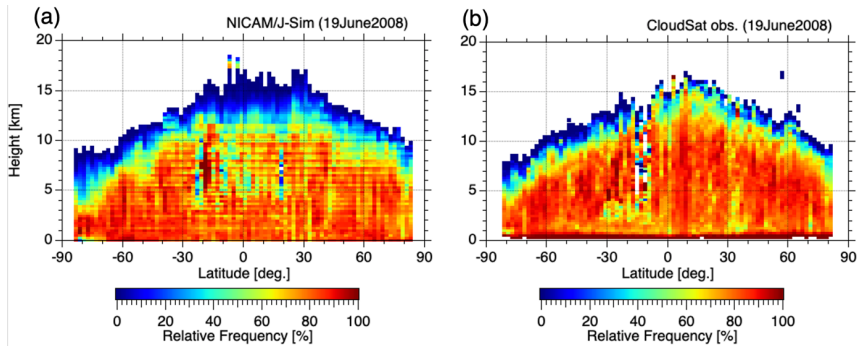 (a) NICAM/J-Sim (19June2008)
20
15
10
5
0
Height [km]
-90 -60 -30 0 30 60 90
Latitude [deg.]
0 20 40 60 80 100
Relative Frequency [%]
(b) CloudSat obs. (19June2008)
20
15
10
5
0
-90 -60 -30 0 30 60 90
Latitude [deg.]
0 20 40 60 80 100
Relative Frequency [%]